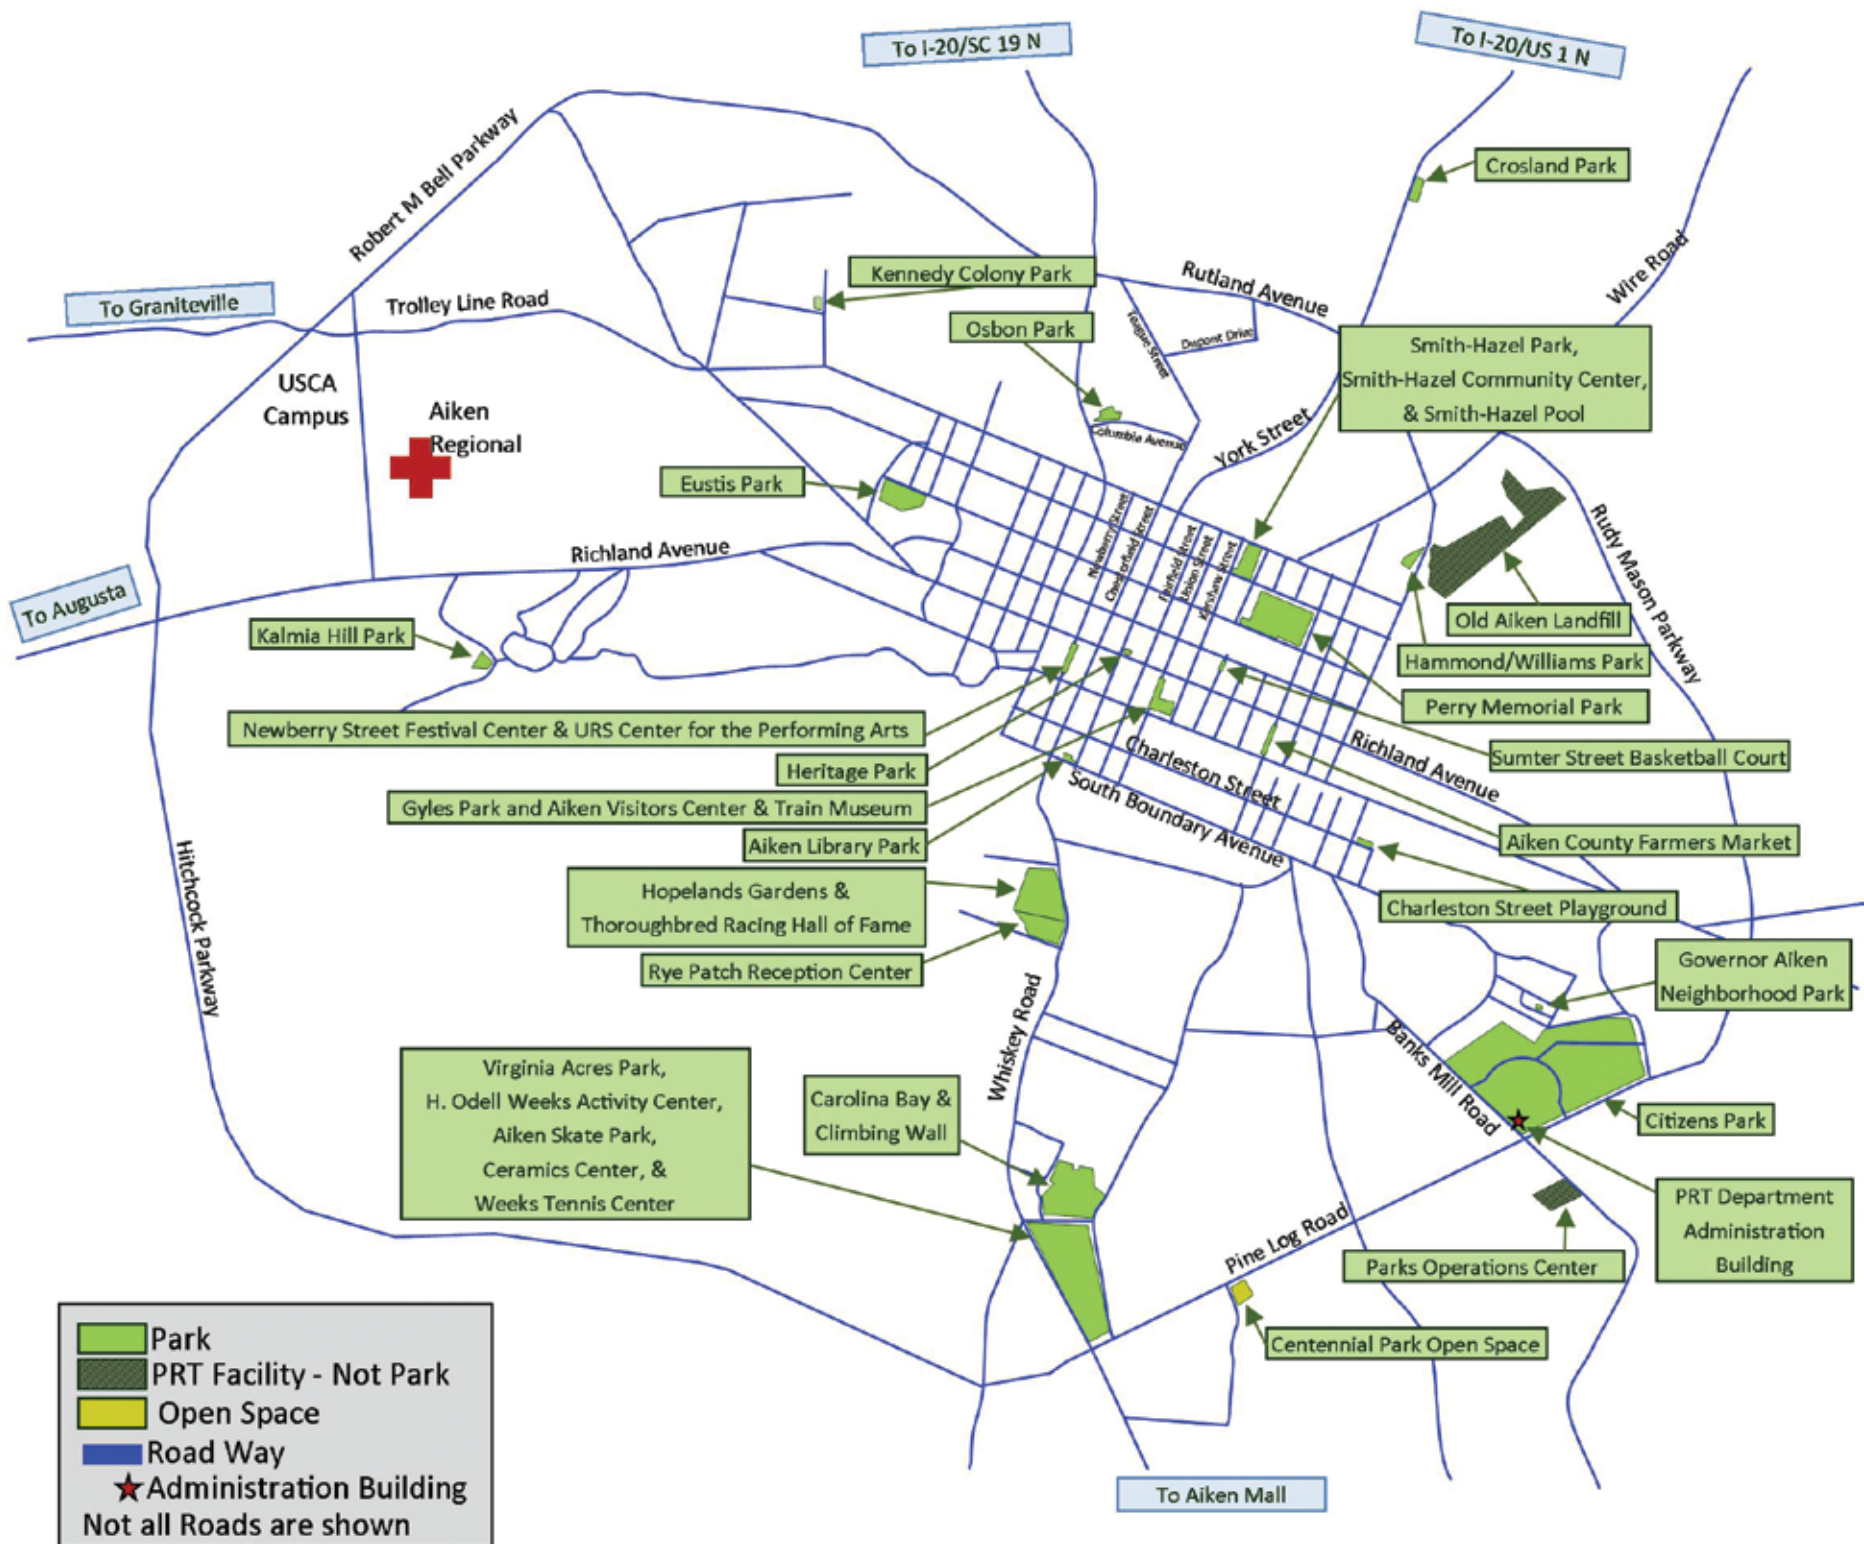 To I-20/SC 19 N
To I-20/US 1 N
Robert M Bell Parkway
Crosland Park
Wire Road
Kennedy Colony Park
Rutland Avenue
To Graniteville
Trolley Line Road
Osbon Park
Teague Street
Dupont Drive
Smith-Hazel Park,
Smith-Hazel Community Center,
& Smith-Hazel Pool
USCA
Campus
Aiken
Regional
Columbia Avenue
York Street
Eustis Park
Newberry Street
Chesterfield Street
Fairfield Street
Union Street
Kershaw Street
Rudy Mason Parkway
Richland Avenue
To Augusta
Kalmia Hill Park
Old Aiken Landfill
Hammond/Williams Park
Perry Memorial Park
Newberry Street Festival Center & URS Center for the Performing Arts
Heritage Park
Charleston Street
Richland Avenue
Sumter Street Basketball Court
Gyles Park and Aiken Visitors Center & Train Museum
South Boundary Avenue
Aiken Library Park
Aiken County Farmers Market
Hitchcock Parkway
Hopelands Gardens &
Thoroughbred Racing Hall of Fame
Charleston Street Playground
Rye Patch Reception Center
Governor Aiken
Neighborhood Park
Whiskey Road
Banks Mill Road
Virginia Acres Park,
H. Odell Weeks Activity Center,
Aiken Skate Park,
Ceramics Center, &
Weeks Tennis Center
Carolina Bay &
Climbing Wall
Citizens Park
PRT Department
Administration
Building
Pine Log Road
Parks Operations Center
Centennial Park Open Space
Park
PRT Facility - Not Park
Open Space
Road Way
Administration Building
Not all Roads are shown
To Aiken Mall